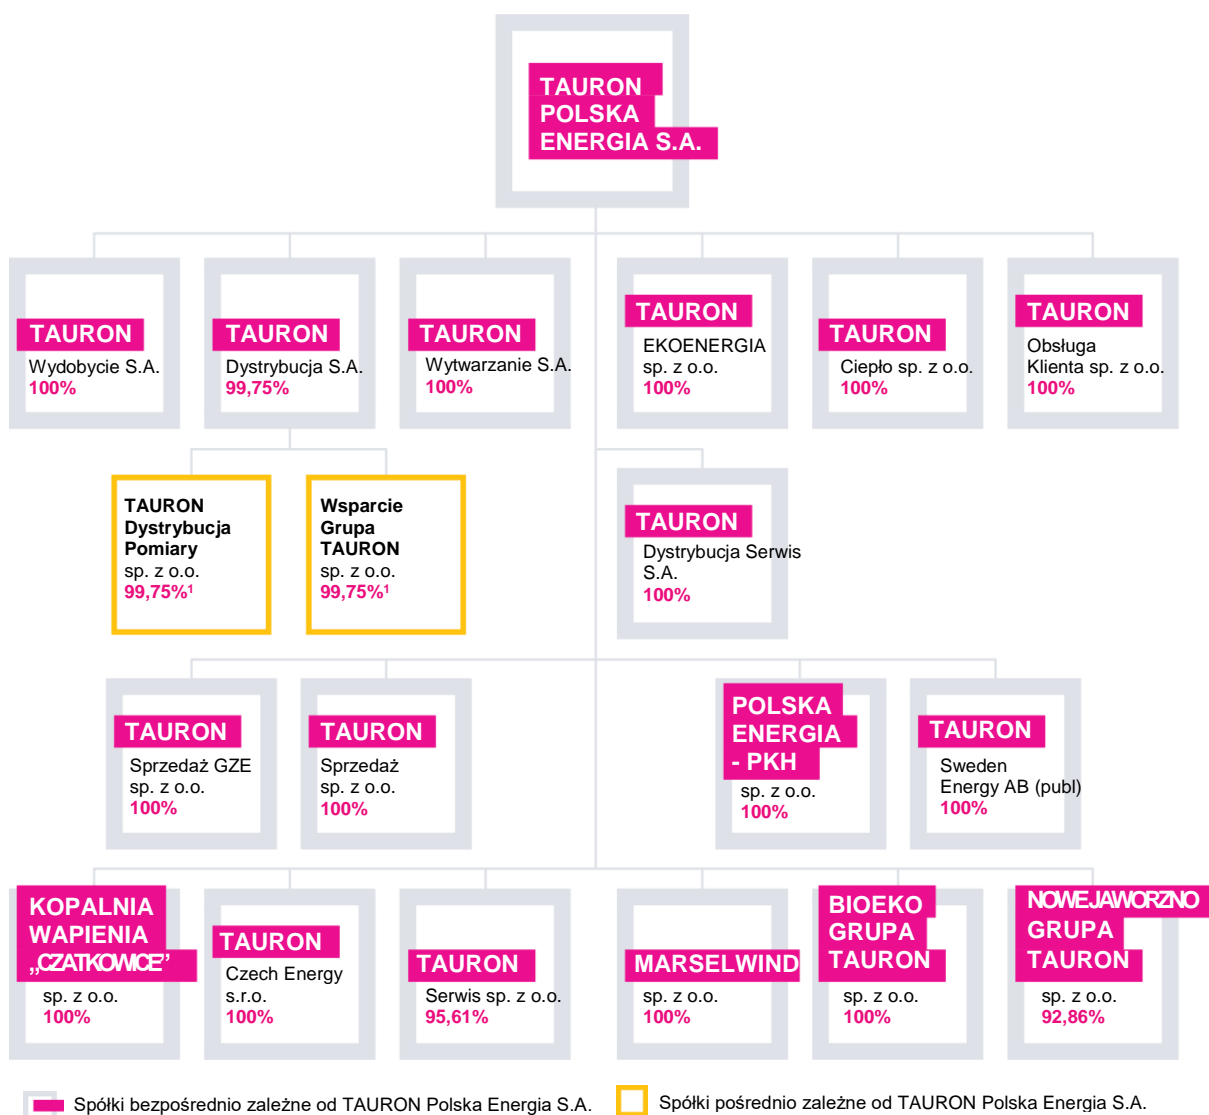 TAURON
POLSKA
ENERGIA S.A.
TAURON
Wydobycie S.A.
100%
TAURON
Dystrybucja S.A.
99,75%
TAURON
Wytwarzanie S.A.
100%
TAURON
EKOENERGIA
sp. z o.o.
100%
TAURON
Ciepło sp. z o.o.
100%
TAURON
Obsługa
Klienta sp. z o.o.
100%
TAURON
Dystrybucja
Pomiary
sp. z o.o.
99,75%¹
Wsparcie
Grupa
TAURON
sp. z o.o.
99,75%¹
TAURON
Dystrybucja Serwis
S.A.
100%
TAURON
Sprzedaż GZE
sp. z o.o.
100%
TAURON
Sprzedaż
sp. z o.o.
100%
POLSKA
ENERGIA
- PKH
sp. z o.o.
100%
TAURON
Sweden
Energy AB (publ)
100%
KOPALNIA
WAPIENIA
„CZATKOWICE”
sp. z o.o.
100%
TAURON
Czech Energy
s.r.o.
100%
TAURON
Serwis sp. z o.o.
95,61%
MARSELWIND
sp. z o.o.
100%
BIOEKO
GRUPA
TAURON
sp. z o.o.
100%
NOWE JAWORZNO
GRUPA
TAURON
sp. z o.o.
92,86%
Spółki bezpośrednio zależne od TAURON Polska Energia S.A.
Spółki pośrednio zależne od TAURON Polska Energia S.A.